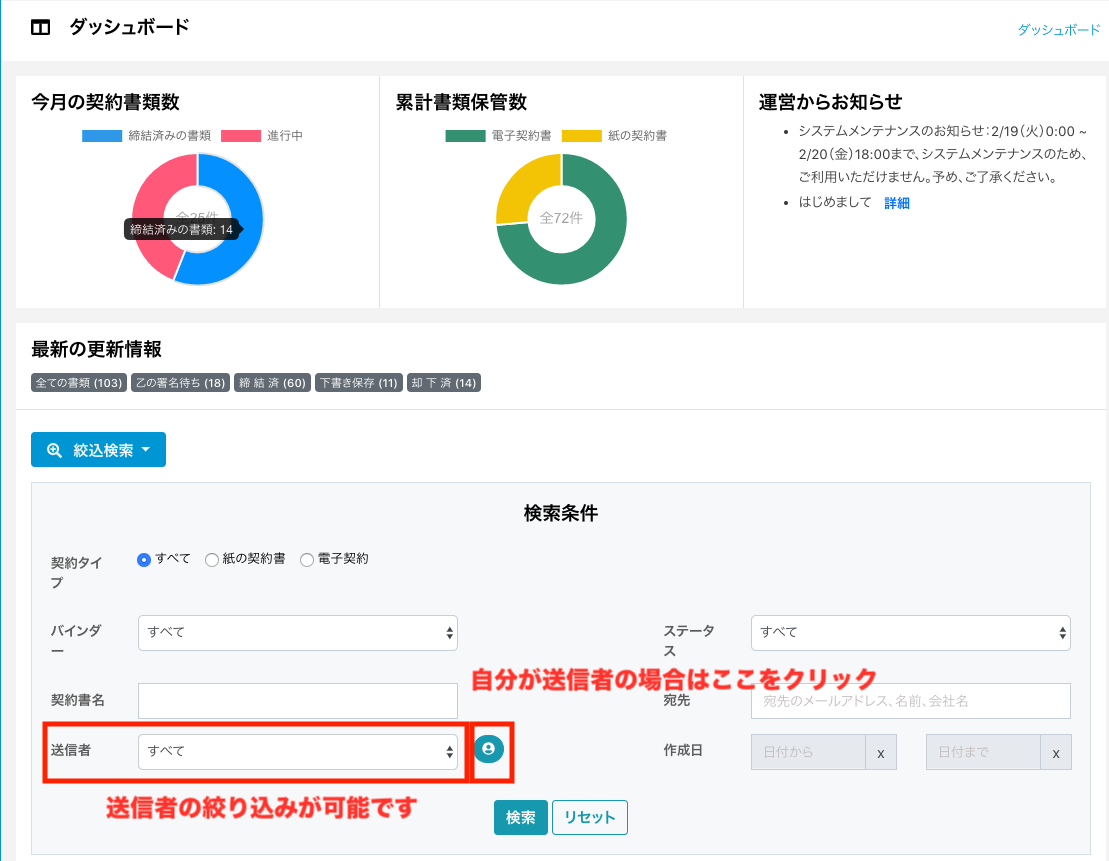 ダッシュボード
ダッシュボード
今月の契約書類数
締結済みの書類 進行中
全25件
締結済みの書類: 14
累計書類保管数
電子契約書 紙の契約書
全72件
運営からお知らせ
システムメンテナンスのお知らせ：2/19（火）0:00 ~
2/20（金）18:00まで、システムメンテナンスのため、
ご利用いただけません。予め、ご了承ください。
はじめまして 詳細
最新の更新情報
全ての書類 (103) 乙の署名待ち (18) 締 結 済 (60) 下書き保存 (11) 却 下 済 (14)
絞込検索
検索条件
契約タイ
プ
すべて 紙の契約書 電子契約
バインダ
ー
すべて
ステータ
ス
すべて
自分が送信者の場合はここをクリック
契約書名
宛先
宛先のメールアドレス、名前、会社名
送信者
すべて
作成日
日付から x 日付まで x
送信者の絞り込みが可能です
検索 リセット